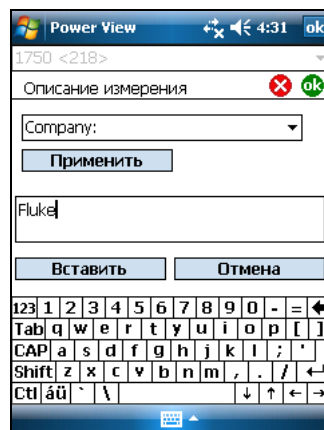 Power View 4:31 ok
1750 <218>
Описание измерения ok
Company:
Применить
Fluke
Вставить Отмена
123 1 2 3 4 5 6 7 8 9 0 - =
Tab q w e r t y u i o p [ ]
CAP a s d f g h j k l ; '
Shift z x c v b n m , . /
Ctl áü ` \